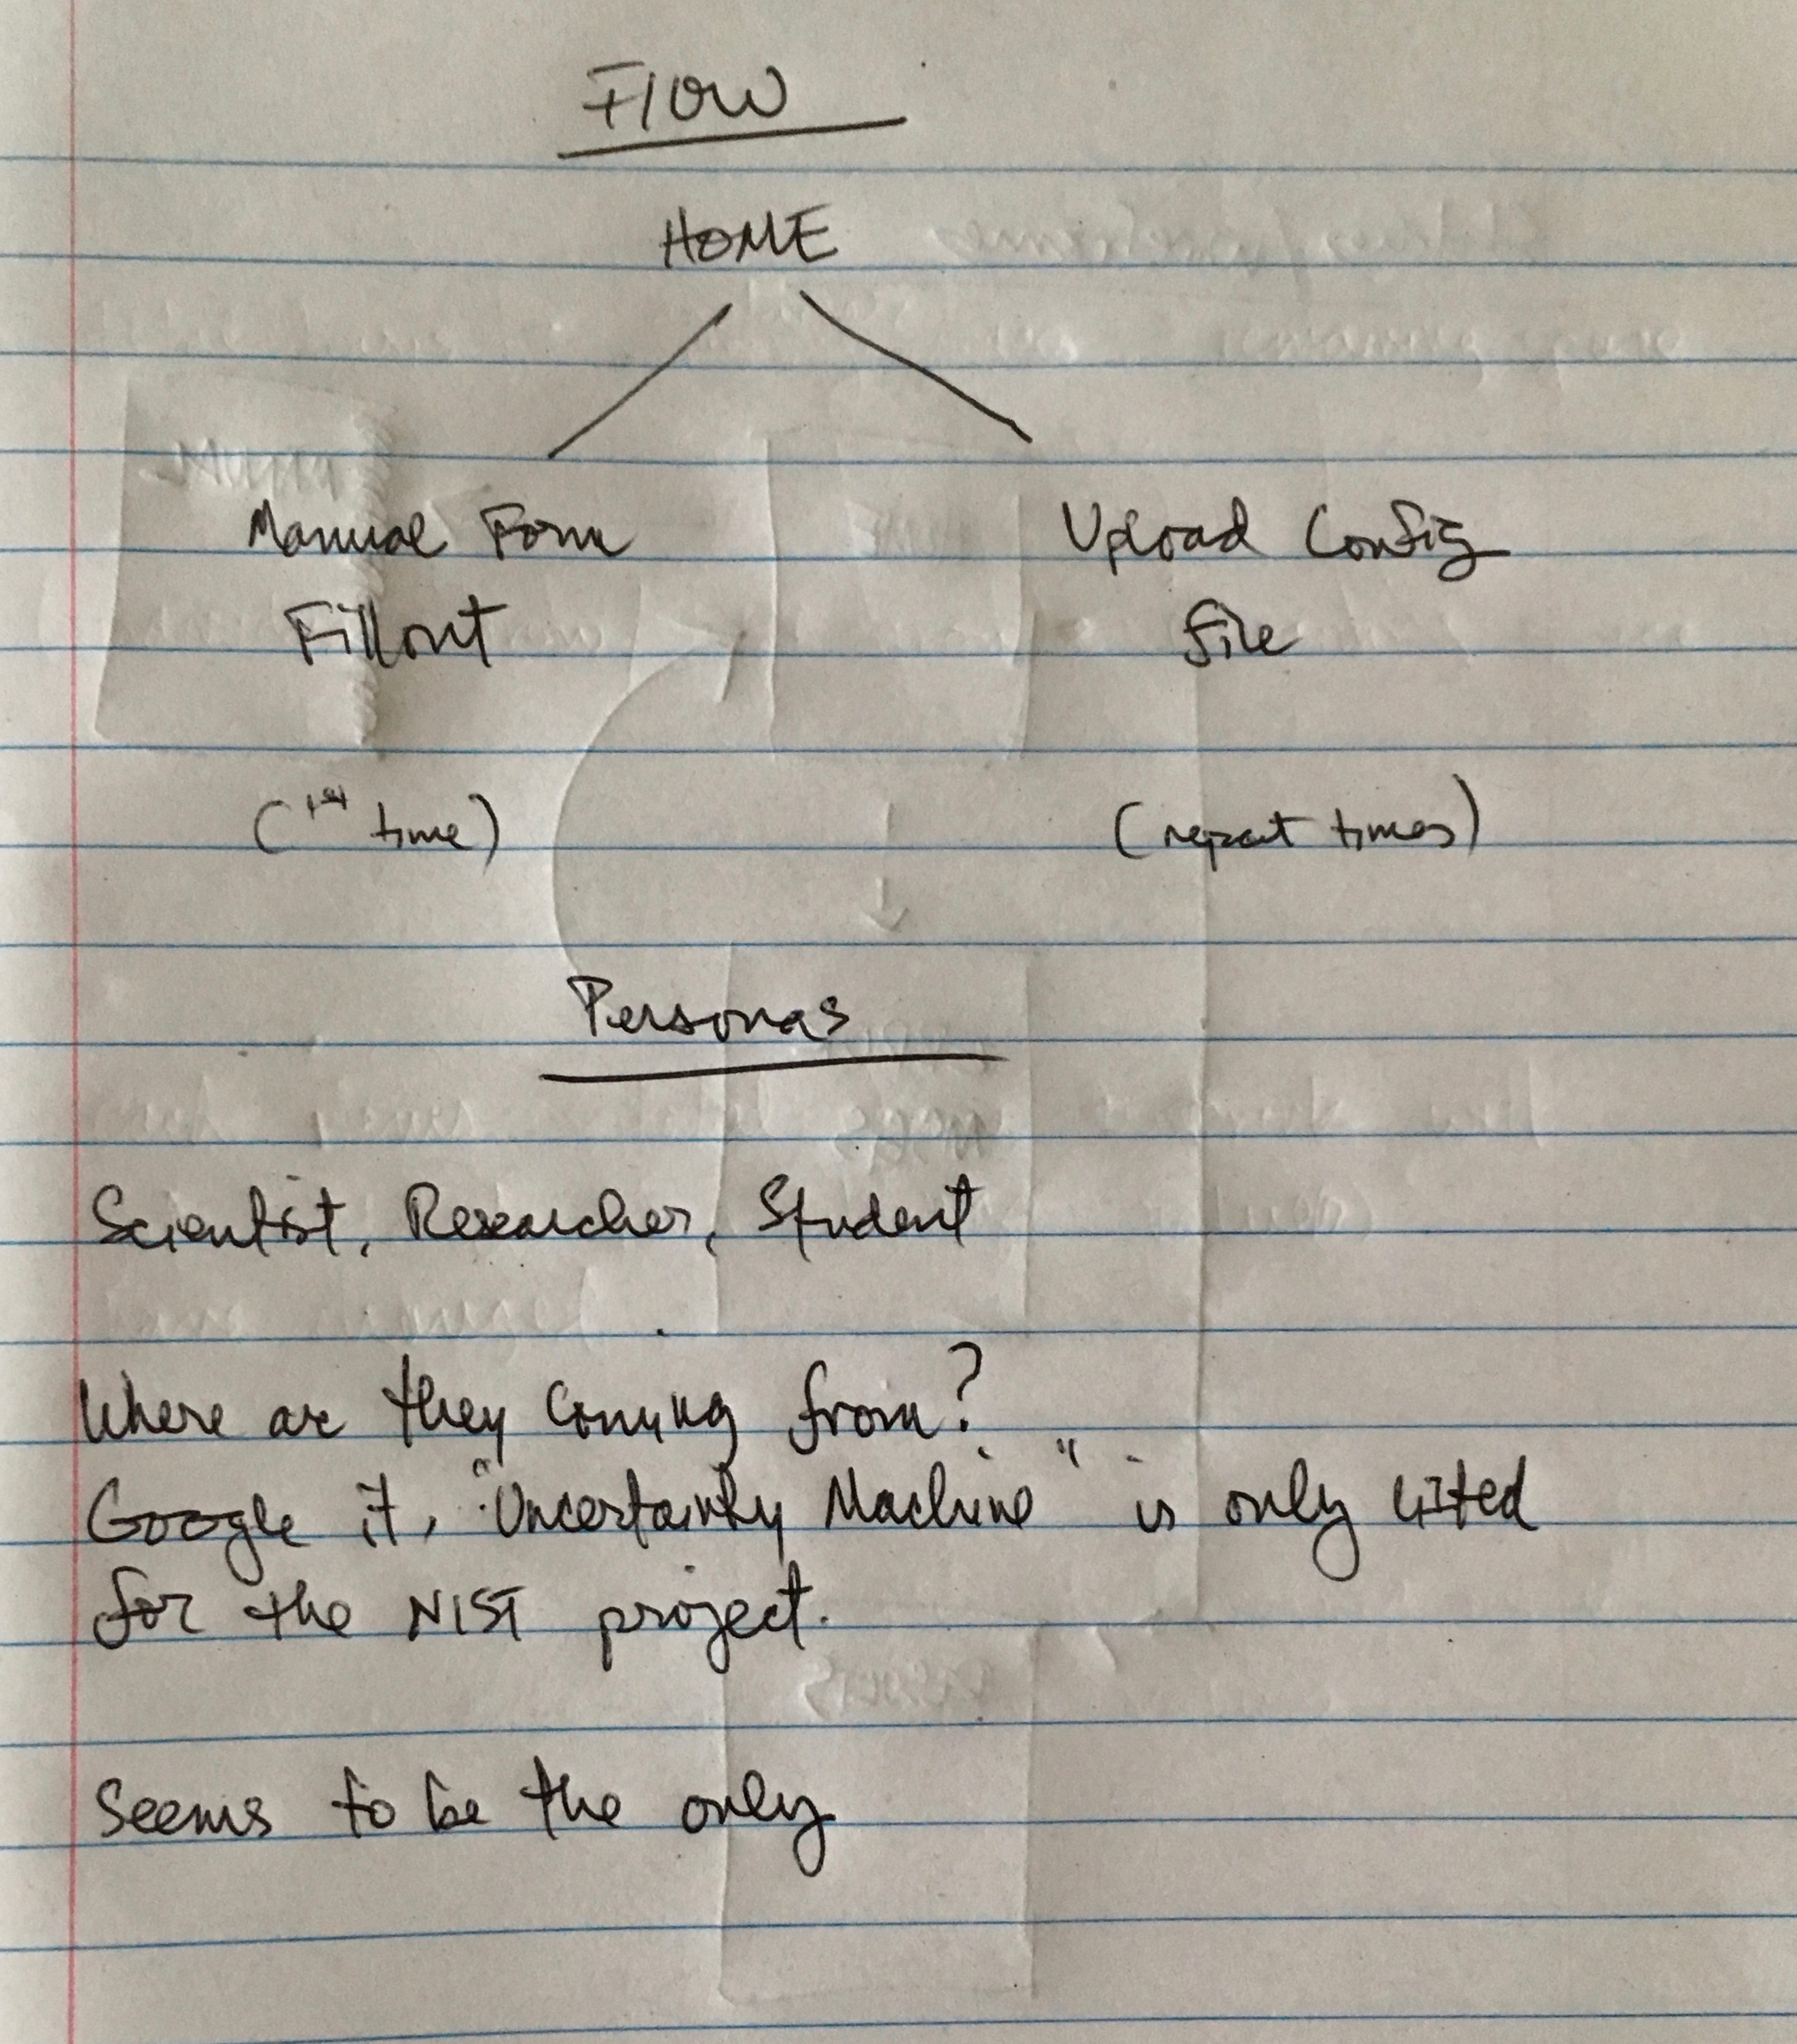 Flow
HOME
Manual Form
Fillout
Upload Config
file
(1st time)
(repeat times)
Personas
Scientist, Researcher, Student
Where are they coming from?
Google it, "Uncertainty Machine" is only listed
for the NIST project.
Seems to be the only